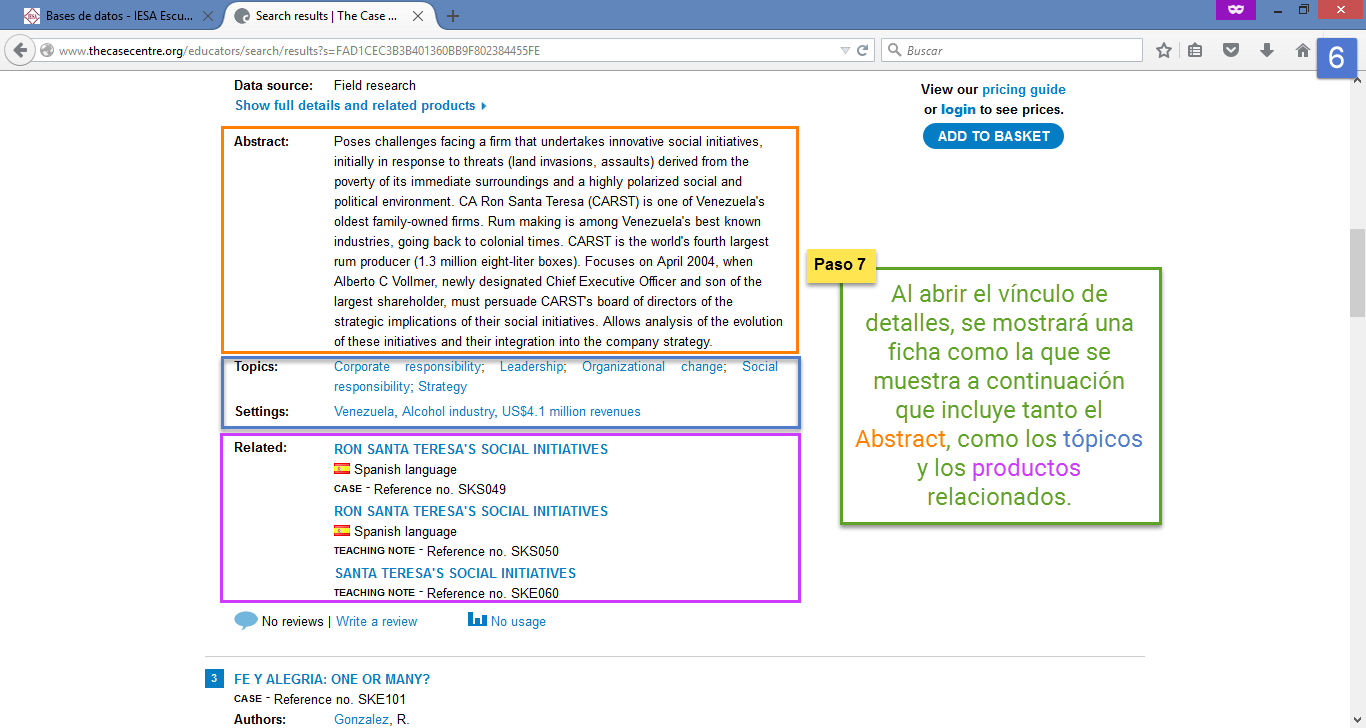 Bases de datos - IESA Escu...
Search results | The Case ...
www.thecasecentre.org/educators/search/results?s=FAD1CEC3B3B401360BB9F802384455FE
Buscar
6
Data source: Field research
Show full details and related products
View our pricing guide
or login to see prices.
ADD TO BASKET
Abstract: Poses challenges facing a firm that undertakes innovative social initiatives,
initially in response to threats (land invasions, assaults) derived from the
poverty of its immediate surroundings and a highly polarized social and
political environment. CA Ron Santa Teresa (CARST) is one of Venezuela's
oldest family-owned firms. Rum making is among Venezuela's best known
industries, going back to colonial times. CARST is the world's fourth largest
rum producer (1.3 million eight-liter boxes). Focuses on April 2004, when
Alberto C Vollmer, newly designated Chief Executive Officer and son of the
largest shareholder, must persuade CARST's board of directors of the
strategic implications of their social initiatives. Allows analysis of the evolution
of these initiatives and their integration into the company strategy.
Topics: Corporate responsibility; Leadership; Organizational change; Social
responsibility; Strategy
Settings: Venezuela, Alcohol industry, US$4.1 million revenues
Related: RON SANTA TERESA'S SOCIAL INITIATIVES
Spanish language
CASE - Reference no. SKS049
RON SANTA TERESA'S SOCIAL INITIATIVES
Spanish language
TEACHING NOTE - Reference no. SKS050
SANTA TERESA'S SOCIAL INITIATIVES
TEACHING NOTE - Reference no. SKE060
No reviews | Write a review
No usage
Paso 7
Al abrir el vínculo de
detalles, se mostrará una
ficha como la que se
muestra a continuación
que incluye tanto el
Abstract, como los tópicos
y los productos
relacionados.
3 FE Y ALEGRIA: ONE OR MANY?
CASE - Reference no. SKE101
Authors: Gonzalez, R.